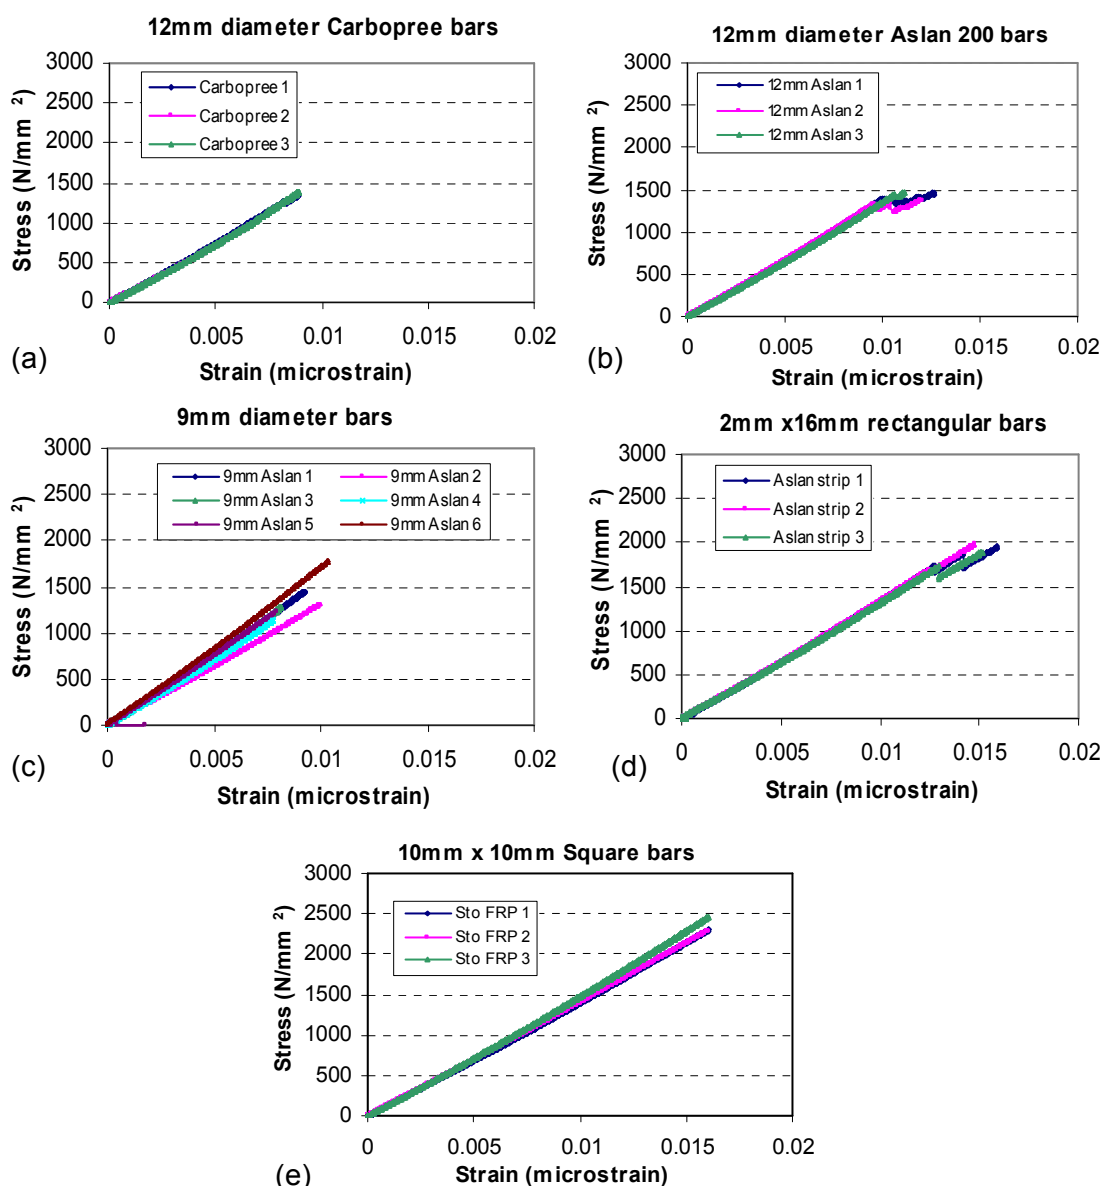 12mm diameter Carbopree bars
3000
2500
2000
1500
1000
500
0
Stress (N/mm 2)
Carbopree 1
Carbopree 2
Carbopree 3
0 0.005 0.01 0.015 0.02
Strain (microstrain)
(a)
12mm diameter Aslan 200 bars
3000
2500
2000
1500
1000
500
0
Stress (N/mm 2)
12mm Aslan 1
12mm Aslan 2
12mm Aslan 3
0 0.005 0.01 0.015 0.02
Strain (microstrain)
(b)
9mm diameter bars
3000
2500
2000
1500
1000
500
0
Stress (N/mm 2)
9mm Aslan 1 9mm Aslan 2
9mm Aslan 3 9mm Aslan 4
9mm Aslan 5 9mm Aslan 6
0 0.005 0.01 0.015 0.02
Strain (microstrain)
(c)
2mm x16mm rectangular bars
3000
2500
2000
1500
1000
500
0
Stress (N/mm 2)
Aslan strip 1
Aslan strip 2
Aslan strip 3
0 0.005 0.01 0.015 0.02
Strain (microstrain)
(d)
10mm x 10mm Square bars
3000
2500
2000
1500
1000
500
0
Stress (N/mm 2)
Sto FRP 1
Sto FRP 2
Sto FRP 3
0 0.005 0.01 0.015 0.02
Strain (microstrain)
(e)